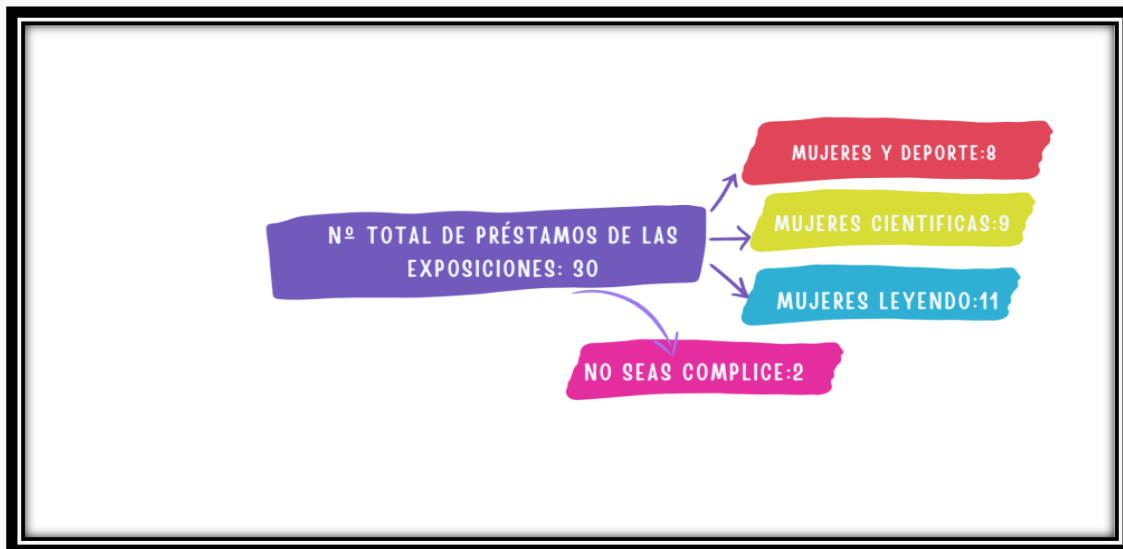 Nº TOTAL DE PRÉSTAMOS DE LAS
EXPOSICIONES: 30
MUJERES Y DEPORTE:8
MUJERES CIENTIFICAS:9
MUJERES LEYENDO:11
NO SEAS COMPLICE:2